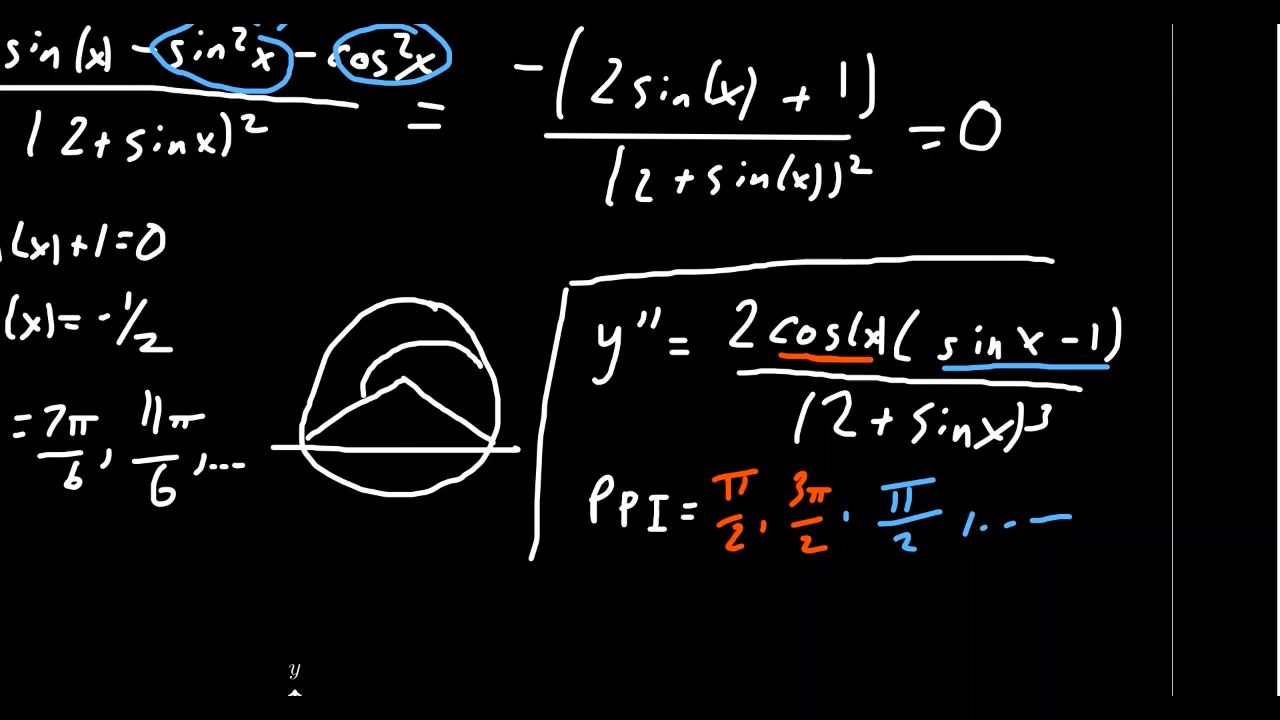 sin(x) - sin²x - cos²x
(2+sinx)²
=
-(2sin(x) + 1)
(2+sin(x))²
=0
(x)+1=0
(x)= -1/2
= 7π/6, 11π/6, ...
y'' = 2cos(x)(sinx-1)
(2+sinx)³
PPI = π/2, 3π/2, π/2, ...
y